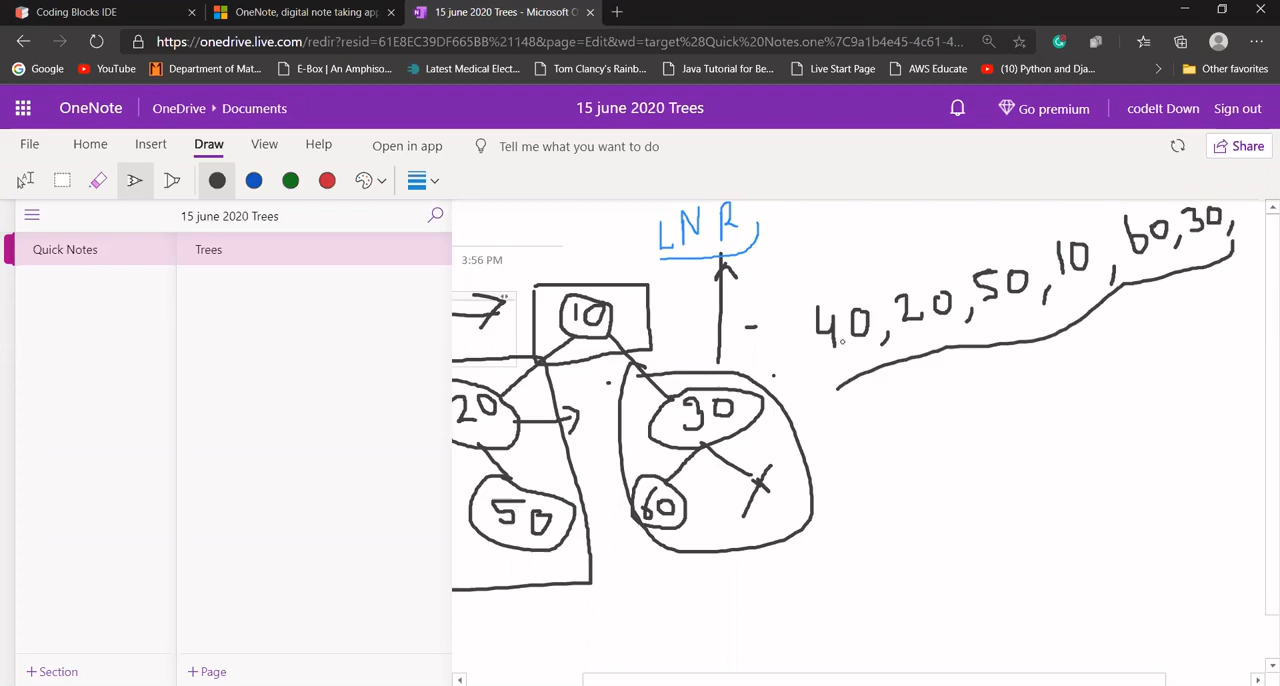 Coding Blocks IDE
OneNote, digital note taking ap
15 june 2020 Trees - Microsoft O
https://onedrive.live.com/redir?resid=61E8EC39DF665BB%21148&page=Edit&wd=target%28Quick%20Notes.one%7C9a1b4e45-4c61-4...
Google
YouTube
Department of Mat...
E-Box | An Amphiso...
Latest Medical Elect...
Tom Clancy's Rainb...
Java Tutorial for Be...
Live Start Page
AWS Educate
(10) Python and Dja...
Other favorites
OneNote
OneDrive
Documents
15 june 2020 Trees
Go premium
codeIt Down
Sign out
File
Home
Insert
Draw
View
Help
Open in app
Tell me what you want to do
Share
15 june 2020 Trees
Quick Notes
Trees
3:56 PM
LNR,
40,20,50,10,60,30,
10
20
30
50
60
+ Section
+ Page